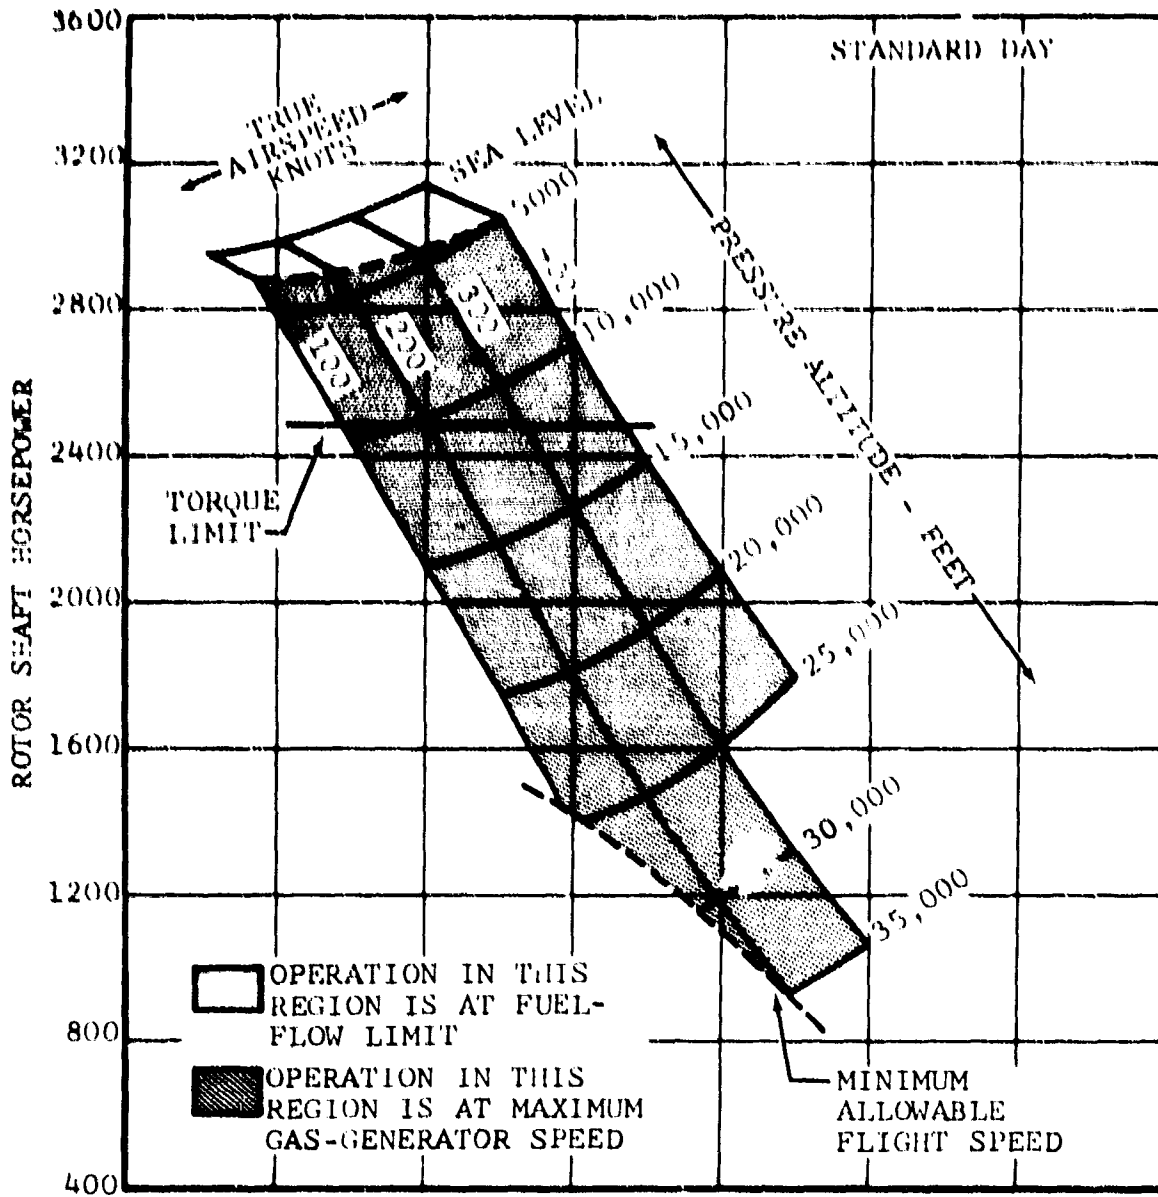 STANDARD DAY
TRUE
AIRSPEED
KNOTS
SEA LEVEL
5000
10,000
15,000
20,000
25,000
30,000
35,000
PRESSURE ALTITUDE - FEET
100
200
300
3600
3200
2800
2400
2000
1600
1200
800
400
ROTOR SHAFT HORSEPOWER
TORQUE
LIMIT
OPERATION IN THIS
REGION IS AT FUEL-
FLOW LIMIT
OPERATION IN THIS
REGION IS AT MAXIMUM
GAS-GENERATOR SPEED
MINIMUM
ALLOWABLE
FLIGHT SPEED